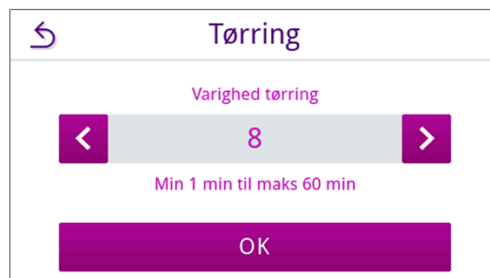 Tørring
Varighed tørring
8
Min 1 min til maks 60 min
OK